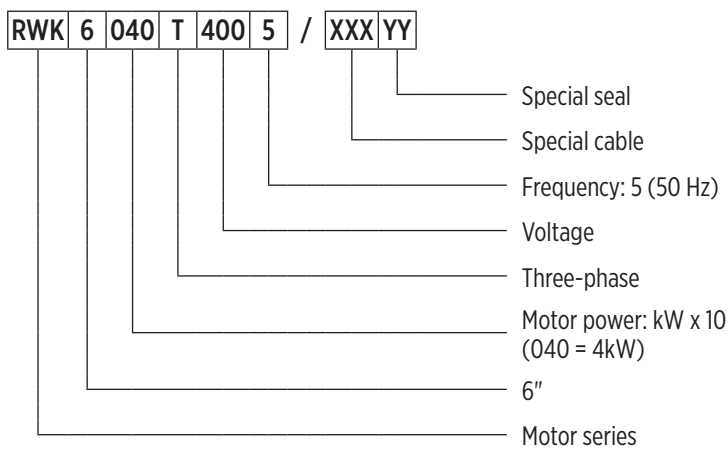 RWK 6 040 T 400 5 / XXX YY
Special seal
Special cable
Frequency: 5 (50 Hz)
Voltage
Three-phase
Motor power: kW x 10
(040 = 4kW)
6"
Motor series